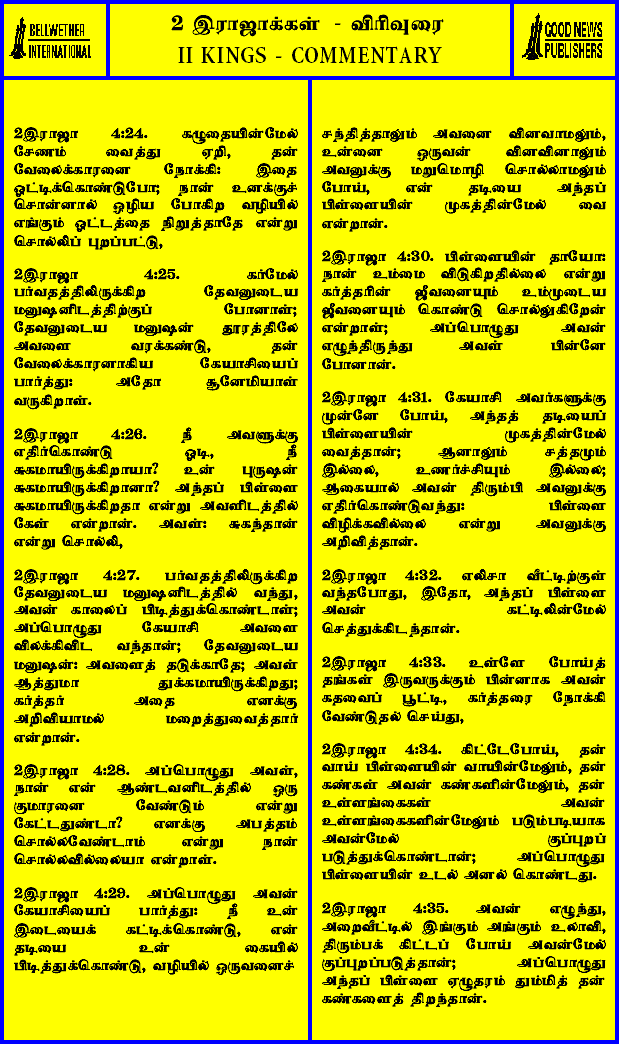 BELLWETHER
INTERNATIONAL
2 இராஜாக்கள் - விரிவுரை
II KINGS - COMMENTARY
GOOD NEWS
PUBLISHERS
2இராஜா 4:24. கழுதையின்மேல்
சேணம் வைத்து ஏறி, தன்
வேலைக்காரனை நோக்கி: இதை
ஓட்டிக்கொண்டுபோ; நான் உனக்குச்
சொன்னால் ஒழிய போகிற வழியில்
எங்கும் ஓட்டத்தை நிறுத்தாதே என்று
சொல்லிப் புறப்பட்டு,
2இராஜா 4:25. கர்மேல்
பர்வதத்திலிருக்கிற தேவனுடைய
மனுஷனிடத்திற்குப் போனாள்;
தேவனுடைய மனுஷன் தூரத்திலே
அவளை வரக்கண்டு, தன்
வேலைக்காரனாகிய கேயாசியைப்
பார்த்து: அதோ சூனேமியாள்
வருகிறாள்.
2இராஜா 4:26. நீ அவளுக்கு
எதிர்கொண்டு ஓடி, நீ
சுகமாயிருக்கிறாயா? உன் புருஷன்
சுகமாயிருக்கிறானா? அந்தப் பிள்ளை
சுகமாயிருக்கிறதா என்று அவளிடத்தில்
கேள் என்றான். அவள்: சுகந்தான்
என்று சொல்லி,
2இராஜா 4:27. பர்வதத்திலிருக்கிற
தேவனுடைய மனுஷனிடத்தில் வந்து,
அவன் காலைப் பிடித்துக்கொண்டாள்;
அப்பொழுது கேயாசி அவளை
விலக்கிவிட வந்தான்; தேவனுடைய
மனுஷன்: அவளைத் தடுக்காதே; அவள்
ஆத்துமா துக்கமாயிருக்கிறது;
கர்த்தர் அதை எனக்கு
அறிவியாமல் மறைத்துவைத்தார்
என்றான்.
2இராஜா 4:28. அப்பொழுது அவள்,
நான் என் ஆண்டவனிடத்தில் ஒரு
குமாரனை வேண்டும் என்று
கேட்டதுண்டா? எனக்கு அபத்தம்
சொல்லவேண்டாம் என்று நான்
சொல்லவில்லையா என்றாள்.
2இராஜா 4:29. அப்பொழுது அவன்
கேயாசியைப் பார்த்து: நீ உன்
இடையைக் கட்டிக்கொண்டு, என்
தடியை உன் கையில்
பிடித்துக்கொண்டு, வழியில் ஒருவனைச்
சந்தித்தாலும் அவனை வினவாமலும்,
உன்னை ஒருவன் வினவினாலும்
அவனுக்கு மறுமொழி சொல்லாமலும்
போய், என் தடியை அந்தப்
பிள்ளையின் முகத்தின்மேல் வை
என்றான்.
2இராஜா 4:30. பிள்ளையின் தாயோ:
நான் உம்மை விடுகிறதில்லை என்று
கர்த்தரின் ஜீவனையும் உம்முடைய
ஜீவனையும் கொண்டு சொல்லுகிறேன்
என்றாள்; அப்பொழுது அவன்
எழுந்திருந்து அவள் பின்னே
போனான்.
2இராஜா 4:31. கேயாசி அவர்களுக்கு
முன்னே போய், அந்தத் தடியைப்
பிள்ளையின் முகத்தின்மேல்
வைத்தான்; ஆனாலும் சத்தமும்
இல்லை, உணர்ச்சியும் இல்லை;
ஆகையால் அவன் திரும்பி அவனுக்கு
எதிர்கொண்டுவந்து: பிள்ளை
விழிக்கவில்லை என்று அவனுக்கு
அறிவித்தான்.
2இராஜா 4:32. எலிசா வீட்டிற்குள்
வந்தபோது, இதோ, அந்தப் பிள்ளை
அவன் கட்டிலின்மேல்
செத்துக்கிடந்தான்.
2இராஜா 4:33. உள்ளே போய்த்
தங்கள் இருவருக்கும் பின்னாக அவன்
கதவைப் பூட்டி, கர்த்தரை நோக்கி
வேண்டுதல் செய்து,
2இராஜா 4:34. கிட்டேபோய், தன்
வாய் பிள்ளையின் வாயின்மேலும், தன்
கண்கள் அவன் கண்களின்மேலும், தன்
உள்ளங்கைகள் அவன்
உள்ளங்கைகளின்மேலும் படும்படியாக
அவன்மேல் குப்புறப்
படுத்துக்கொண்டான்; அப்பொழுது
பிள்ளையின் உடல் அனல் கொண்டது.
2இராஜா 4:35. அவன் எழுந்து,
அறைவீட்டில் இங்கும் அங்கும் உலாவி,
திரும்பக் கிட்டப் போய் அவன்மேல்
குப்புறப்படுத்தான்; அப்பொழுது
அந்தப் பிள்ளை ஏழுதரம் தும்மித் தன்
கண்களைத் திறந்தான்.